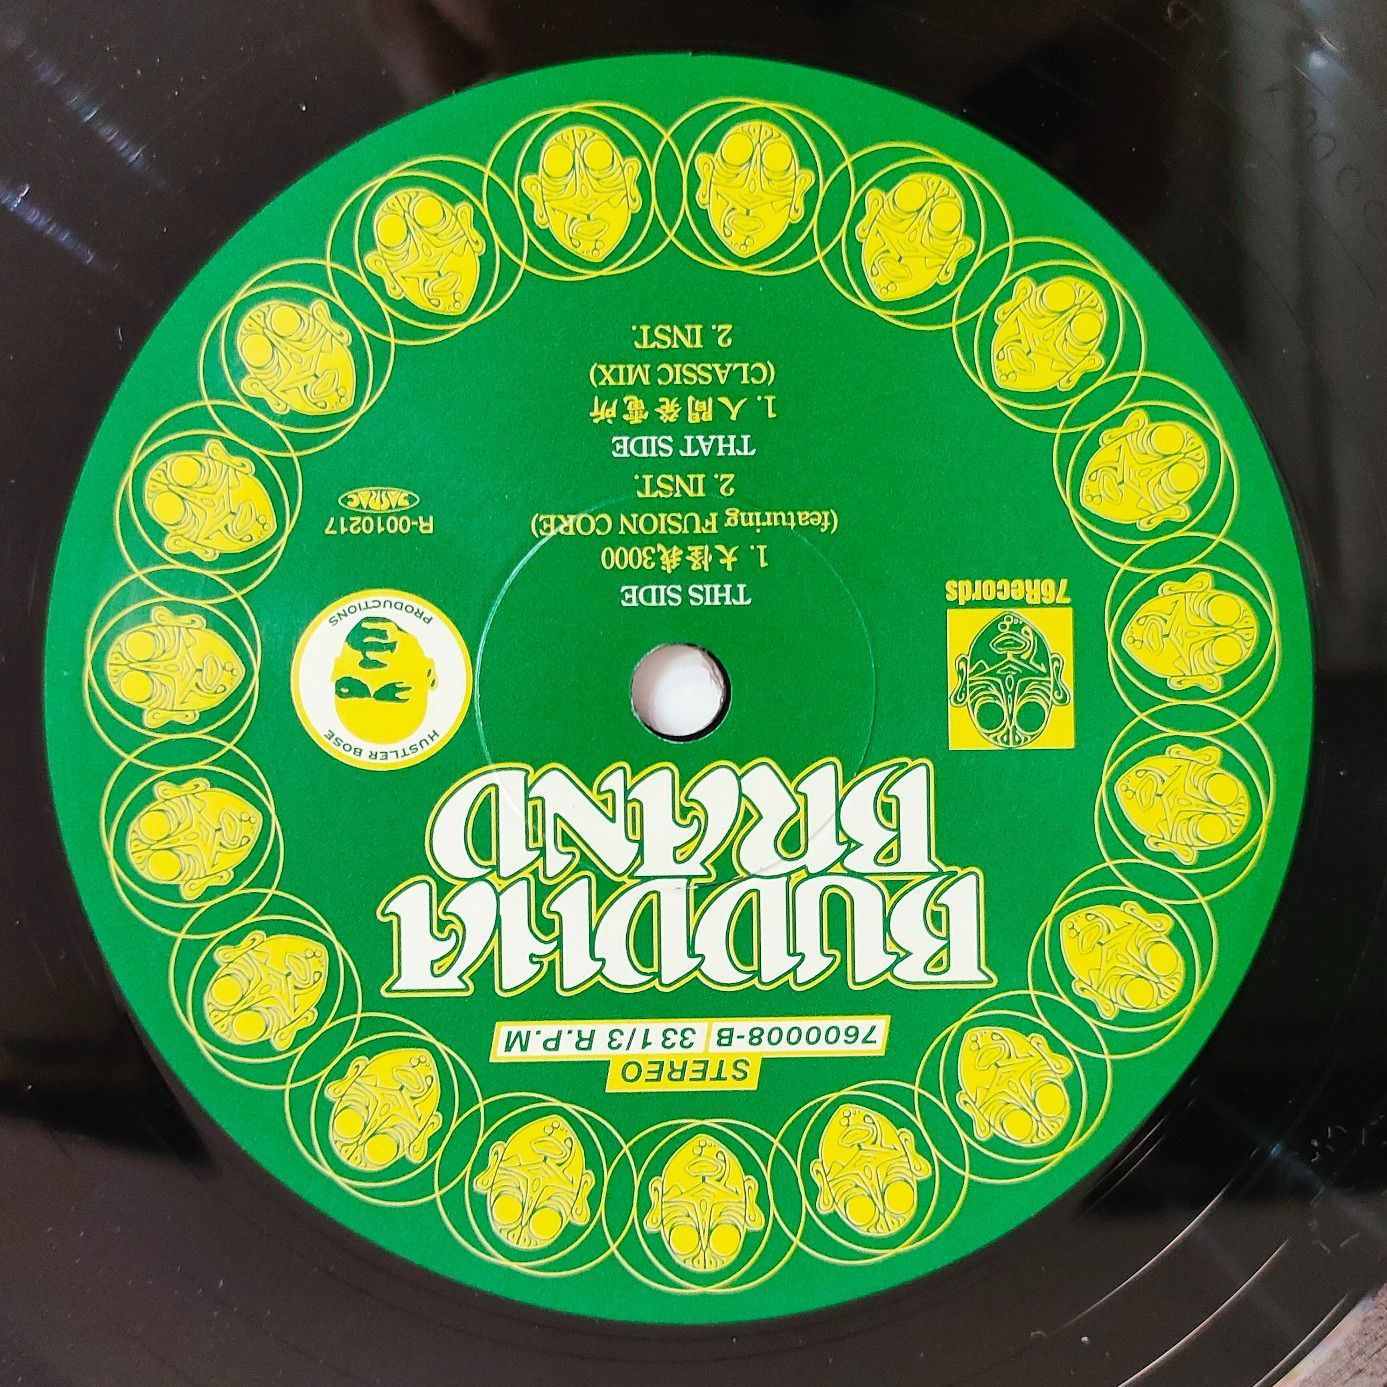 STEREO
7600008-B 33 1/3 R.P.M
BUDDHA
BRAND
76Records
HUSTLER BOSE
PRODUCTIONS
THIS SIDE
1. 大怪我3000
(featuring FUSION CORE)
2. INST.
R-0010217
JASRAC
THAT SIDE
1. 人間発電所
(CLASSIC MIX)
2. INST.